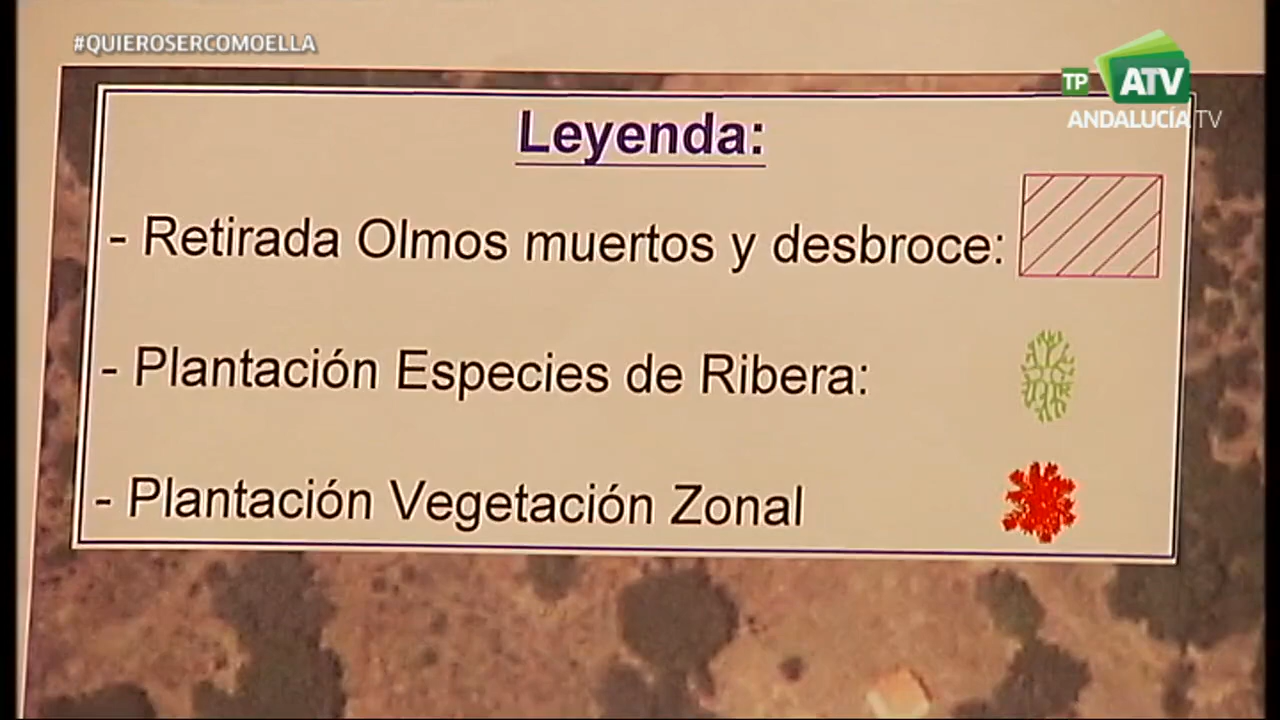 #QUIEROSERCOMOELLA
TP ATV
ANDALUCÍA TV
Leyenda:
- Retirada Olmos muertos y desbroce:
- Plantación Especies de Ribera:
- Plantación Vegetación Zonal